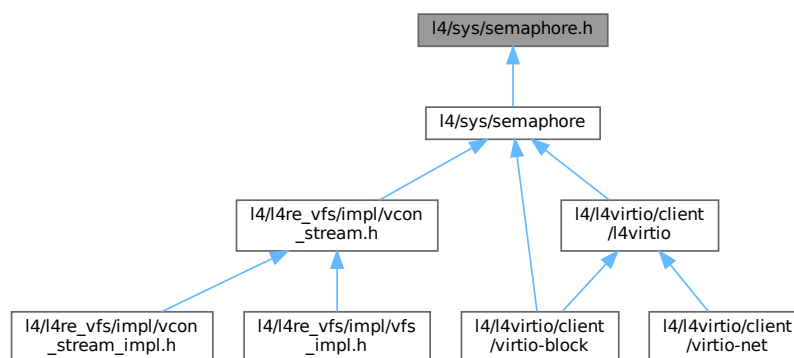 l4/sys/semaphore.h
l4/sys/semaphore
l4/l4re_vfs/impl/vcon
_stream.h
l4/l4virtio/client
/l4virtio
l4/l4re_vfs/impl/vcon
_stream_impl.h
l4/l4re_vfs/impl/vfs
_impl.h
l4/l4virtio/client
/virtio-block
l4/l4virtio/client
/virtio-net